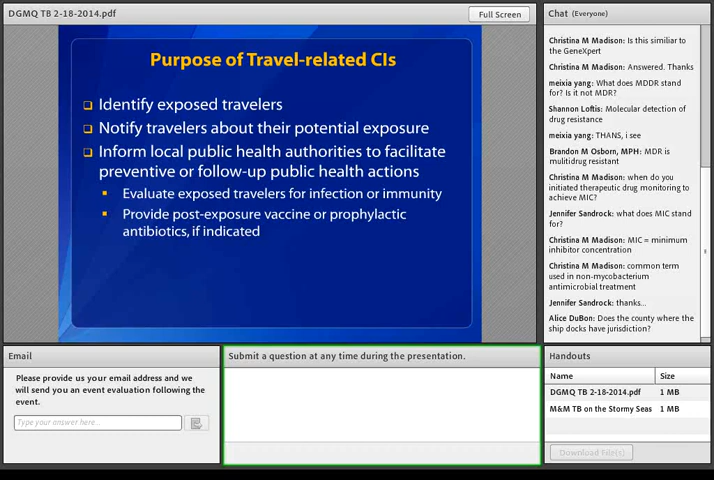 DGMQ TB 2-18-2014.pdf
Full Screen
Purpose of Travel-related CIs
Identify exposed travelers
Notify travelers about their potential exposure
Inform local public health authorities to facilitate
preventive or follow-up public health actions
Evaluate exposed travelers for infection or immunity
Provide post-exposure vaccine or prophylactic
antibiotics, if indicated
Chat (Everyone)
Christina M Madison: Is this similiar to
the GeneXpert
Christina M Madison: Answered. Thanks
meixia yang: What does MDDR stand
for? Is it not MDR?
Shannon Loftis: Molecular detection of
drug resistance
meixia yang: THANS, i see
Brandon M Osborn, MPH: MDR is
mulitidrug resistant
Christina M Madison: when do you
initiated therapeutic drug monitoring to
achieve MIC?
Jennifer Sandrock: what does MIC stand
for?
Christina M Madison: MIC = minimum
inhibitor concentration
Christina M Madison: common term
used in non-mycobacterium
antimicrobial treatment
Jennifer Sandrock: thanks...
Alice DuBon: Does the county where the
ship docks have jurisdiction?
Email
Please provide us your email address and we
will send you an event evaluation following the
event.
Type your answer here...
Submit a question at any time during the presentation.
Handouts
Name Size
DGMQ TB 2-18-2014.pdf 1 MB
M&M TB on the Stormy Seas 1 MB
Download File(s)